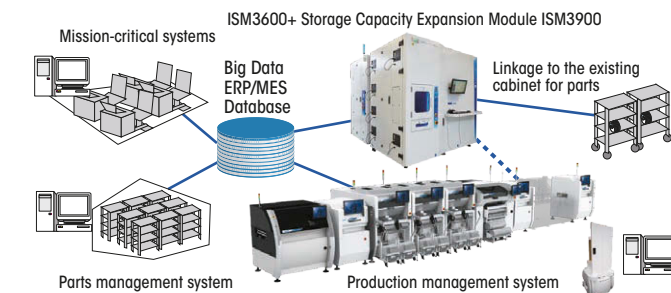 ISM3600+ Storage Capacity Expansion Module ISM3900
Mission-critical systems
Big Data
ERP/MES
Database
Linkage to the existing
cabinet for parts
Parts management system
Production management system